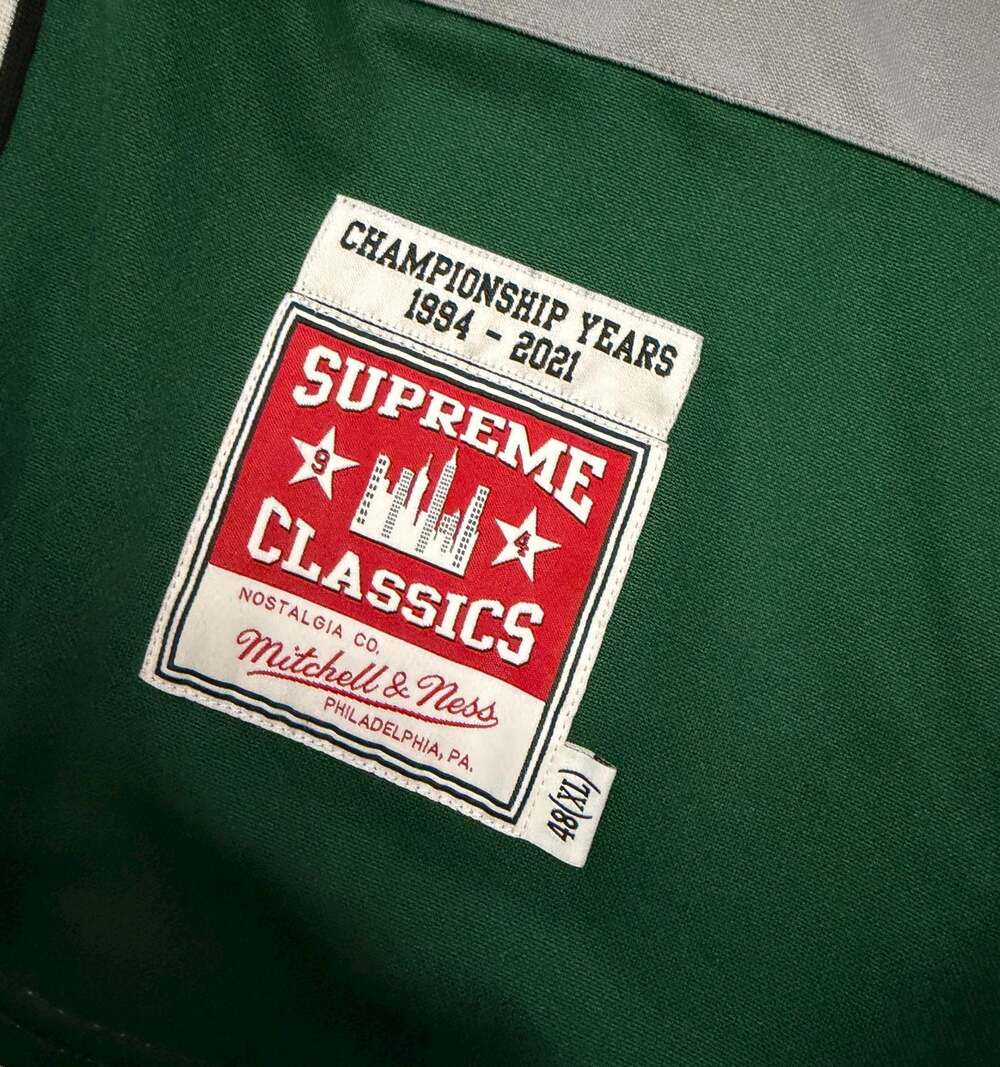 CHAMPIONSHIP YEARS
1994 - 2021
SUPREME
9
4
CLASSICS
NOSTALGIA CO.
Mitchell & Ness
PHILADELPHIA, PA.
48(XL)